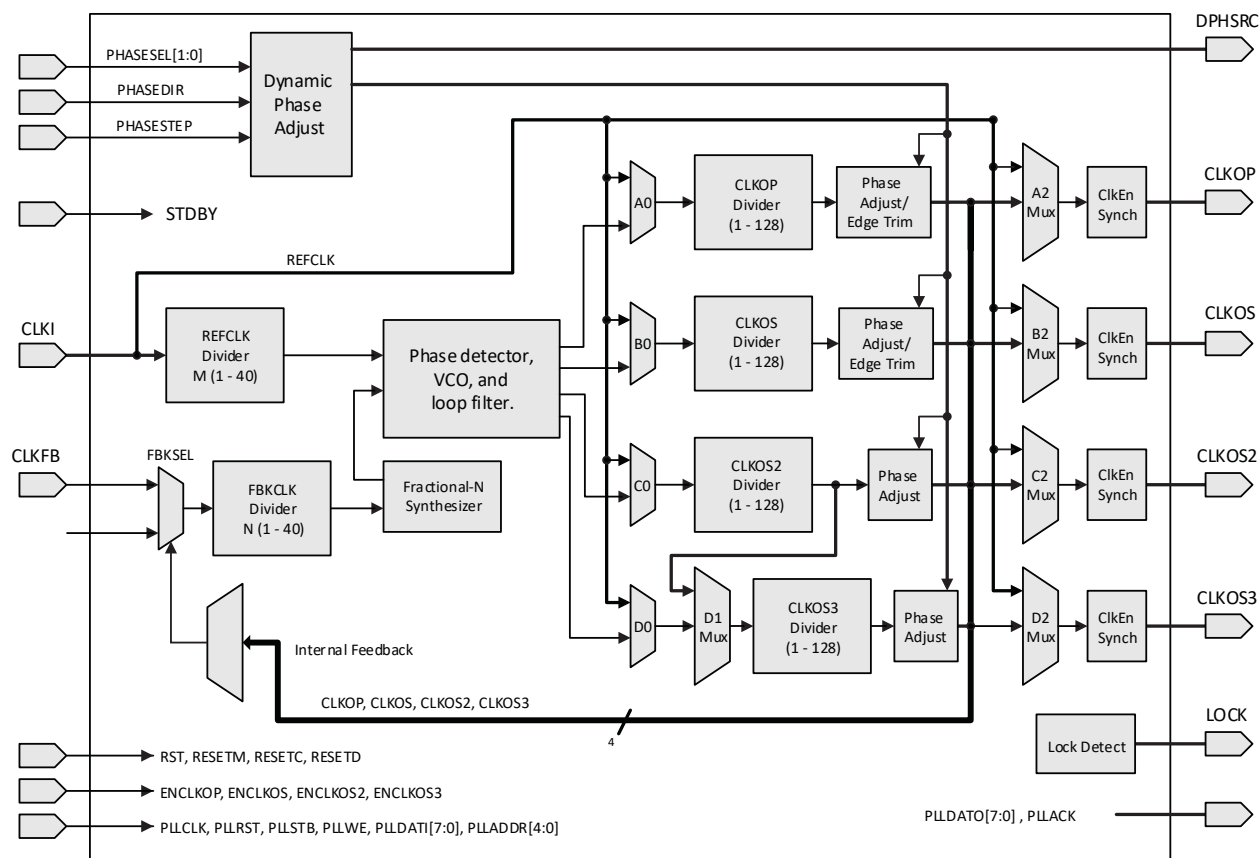 DPHSRC
PHASESEL[1:0]
PHASEDIR
PHASESTEP
Dynamic
Phase
Adjust
STDBY
REFCLK
CLKI
REFCLK
Divider
M (1 - 40)
Phase detector,
VCO, and
loop filter.
CLKFB
FBKSEL
FBKCLK
Divider
N (1 - 40)
Fractional-N
Synthesizer
A0
CLKOP
Divider
(1 - 128)
Phase
Adjust/
Edge Trim
A2
Mux
ClkEn
Synch
CLKOP
B0
CLKOS
Divider
(1 - 128)
Phase
Adjust/
Edge Trim
B2
Mux
ClkEn
Synch
CLKOS
C0
CLKOS2
Divider
(1 - 128)
Phase
Adjust
C2
Mux
ClkEn
Synch
CLKOS2
D0
D1
Mux
CLKOS3
Divider
(1 - 128)
Phase
Adjust
D2
Mux
ClkEn
Synch
CLKOS3
Internal Feedback
CLKOP, CLKOS, CLKOS2, CLKOS3
4
Lock Detect
LOCK
RST, RESETM, RESETC, RESETD
ENCLKOP, ENCLKOS, ENCLKOS2, ENCLKOS3
PLLCLK, PLLRST, PLLSTB, PLLWE, PLLDATI[7:0], PLLADDR[4:0]
PLLDATO[7:0] , PLLACK